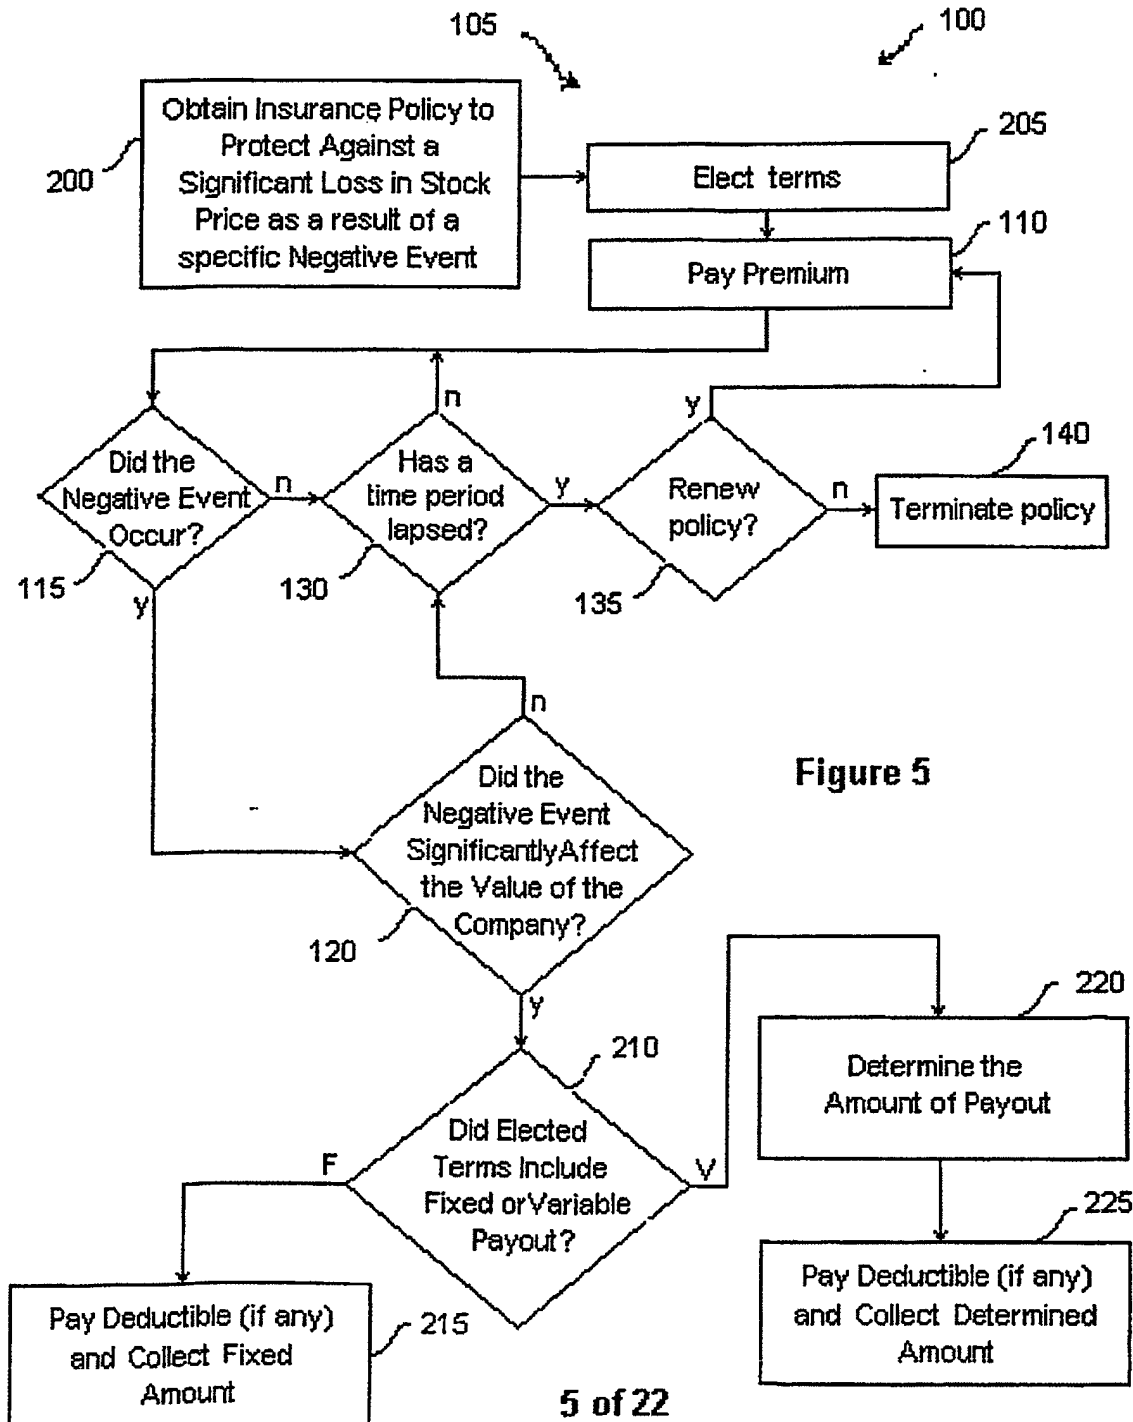 105
100
Obtain Insurance Policy to
Protect Against a
Significant Loss in Stock
Price as a result of a
specific Negative Event
200
205
Elect terms
110
Pay Premium
Did the
Negative Event
Occur?
115
n
y
Has a
time period
lapsed?
130
n
y
Renew
policy?
135
y
n
140
Terminate policy
n
Did the
Negative Event
Significantly Affect
the Value of the
Company?
120
y
Figure 5
210
Did Elected
Terms Include
Fixed or Variable
Payout?
F
V
220
Determine the
Amount of Payout
225
Pay Deductible (if any)
and Collect Determined
Amount
Pay Deductible (if any)
and Collect Fixed
Amount
215
5 of 22